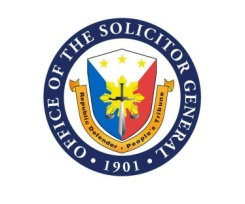 OFFICE OF THE SOLICITOR GENERAL
• 1901 •
Republic Defender • People's Tribune